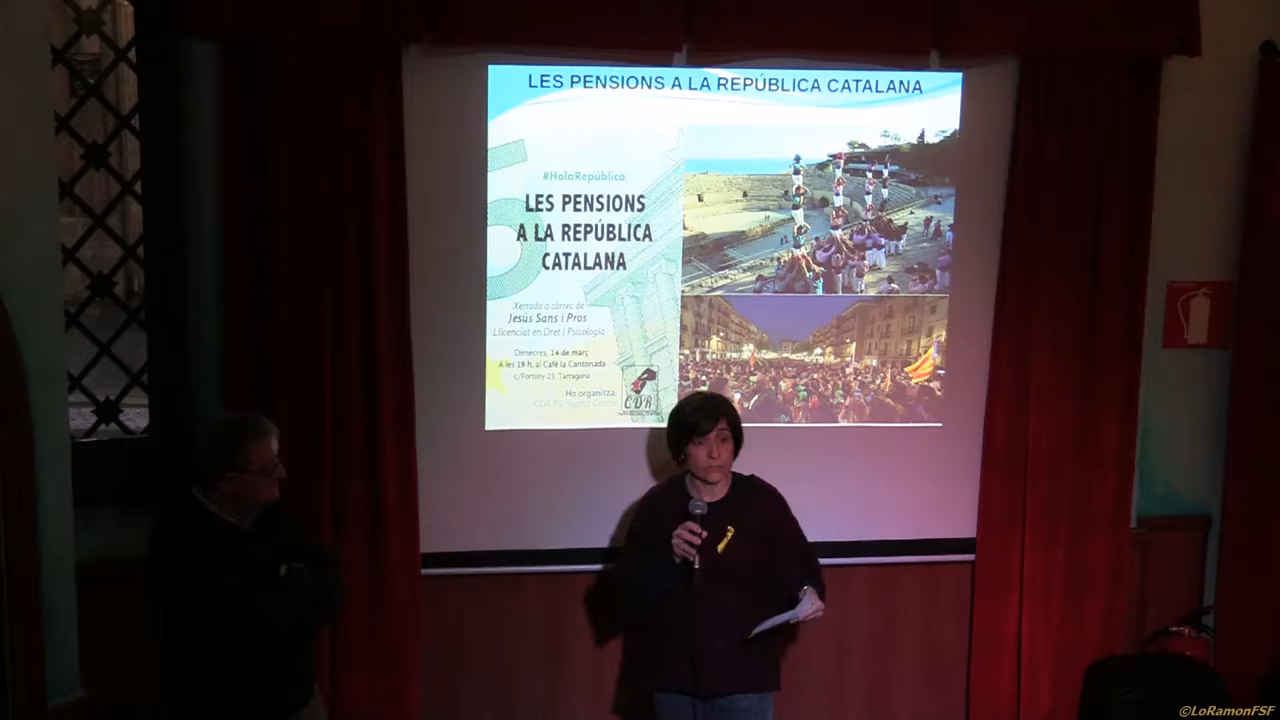 LES PENSIONS A LA REPÚBLICA CATALANA
#HolaRepública
LES PENSIONS
A LA REPÚBLICA
CATALANA
Xerrada a càrrec de
Jesús Sans i Pros
Llicenciat en Dret i Psicologia
Dimecres, 14 de març
A les 19 h, al Cafè la Cantonada
c/Fortuny 23, Tarragona
Ho organitza:
CDR
CDR
©LoRamonFSF